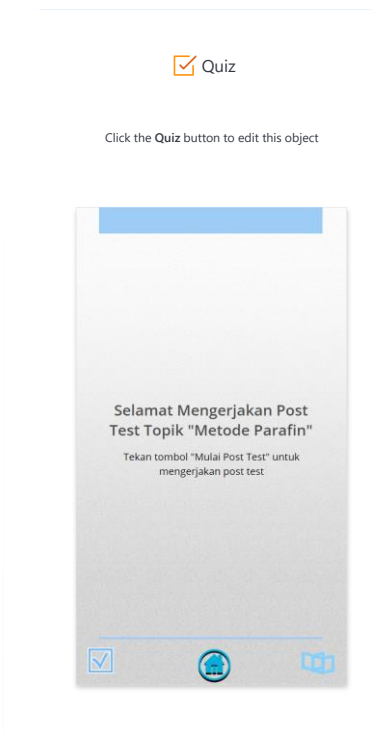 Quiz
Click the Quiz button to edit this object
Selamat Mengerjakan Post
Test Topik "Metode Parafin"
Tekan tombol "Mulai Post Test" untuk
mengerjakan post test